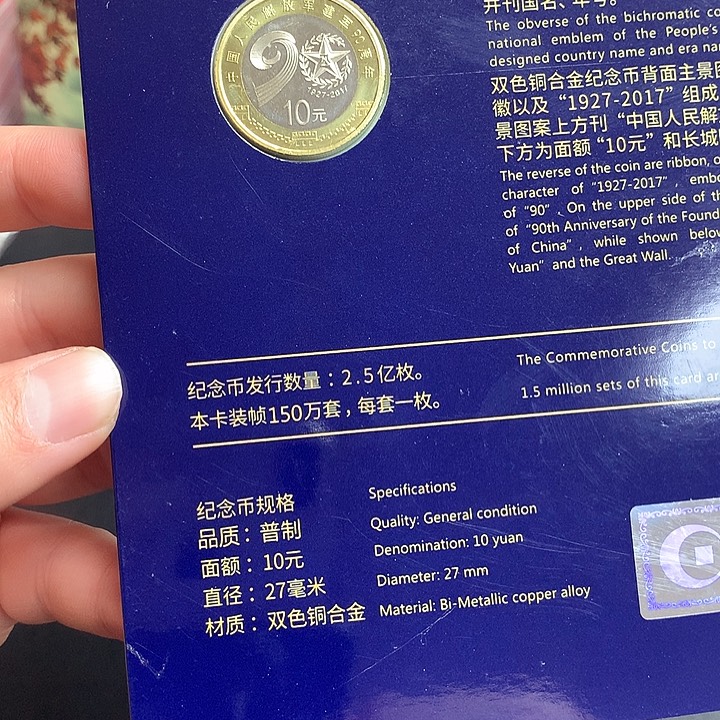 中国人民解放军建军90周年
1927-2017
10元
并刊国名、年号。
The obverse of the bichromatic co
national emblem of the People's
designed country name and era nar
双色铜合金纪念币背面主景
徽以及“1927-2017”组成
景图案上方刊“中国人民解
下方为面额“10元”和长城
The reverse of the coin are ribbon, o
character of "1927-2017", emb
of "90". On the upper side of th
of "90th Anniversary of the Found
of China", while shown belo
Yuan" and the Great Wall.
纪念币发行数量：2.5亿枚。
本卡装帧150万套，每套一枚。
The Commemorative Coins to
1.5 million sets of this card ar
纪念币规格
品质：普制
面额：10元
直径：27毫米
材质：双色铜合金
Specifications
Quality: General condition
Denomination: 10 yuan
Diameter: 27 mm
Material: Bi-Metallic copper alloy